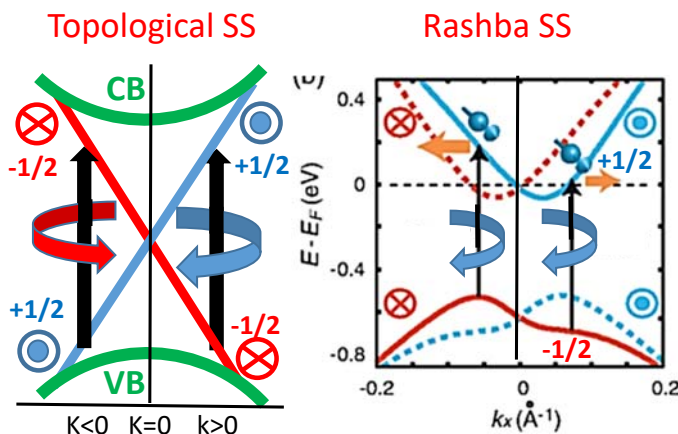 Topological SS
CB
-1/2
+1/2
+1/2
-1/2
VB
K<0 K=0 k>0
Rashba SS
(b)
0.4
0
-0.4
-0.8
E - E_F (eV)
+1/2
-1/2
-0.2 0 0.2
k_x (Å⁻¹)